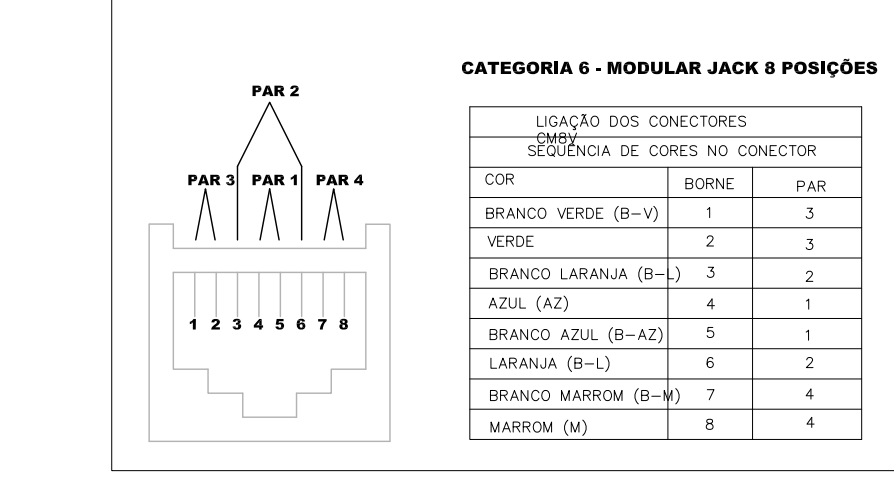 CATEGORIA 6 - MODULAR JACK 8 POSIÇÕES
PAR 2
PAR 3 PAR 1 PAR 4
1 2 3 4 5 6 7 8
LIGAÇÃO DOS CONECTORES
CM8V
SEQUÊNCIA DE CORES NO CONECTOR
COR BORNE PAR
BRANCO VERDE (B-V) 1 3
VERDE 2 3
BRANCO LARANJA (B-L) 3 2
AZUL (AZ) 4 1
BRANCO AZUL (B-AZ) 5 1
LARANJA (B-L) 6 2
BRANCO MARROM (B-M) 7 4
MARROM (M) 8 4